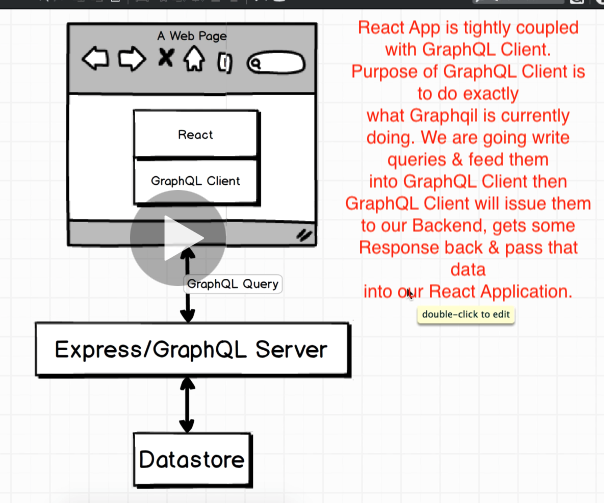 A Web Page
React
GraphQL Client
GraphQL Query
Express/GraphQL Server
Datastore
React App is tightly coupled
with GraphQL Client.
Purpose of GraphQL Client is
to do exactly
what Graphqil is currently
doing. We are going write
queries & feed them
into GraphQL Client then
GraphQL Client will issue them
to our Backend, gets some
Response back & pass that
data
into our React Application.
double-click to edit